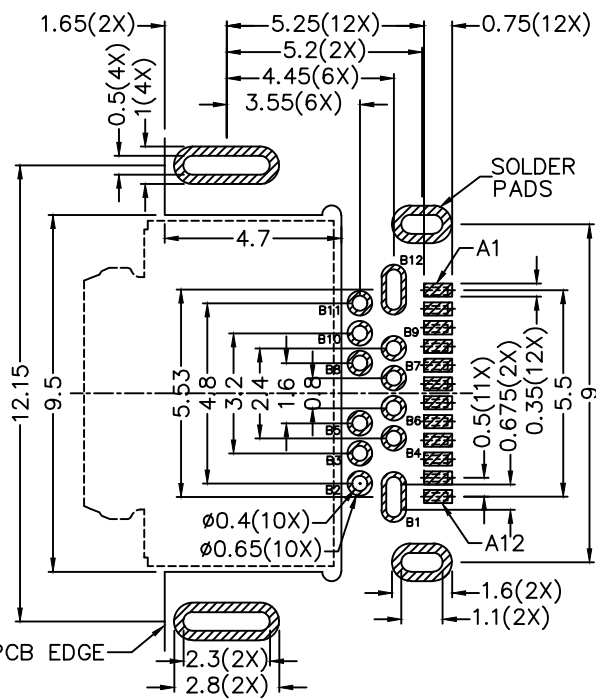 1.65(2X)
5.25(12X)
0.75(12X)
5.2(2X)
4.45(6X)
3.55(6X)
0.5(4X)
1(4X)
SOLDER
PADS
4.7
B12
A1
B11
B10
B9
B8
B7
12.15
9.5
5.53
4.8
3.2
2.4
1.6
0.8
B6
B5
B4
B3
B2
B1
0.5(11X)
0.675(2X)
0.35(12X)
5.5
9
ø0.4(10X)
ø0.65(10X)
A12
1.6(2X)
1.1(2X)
PCB EDGE
2.3(2X)
2.8(2X)